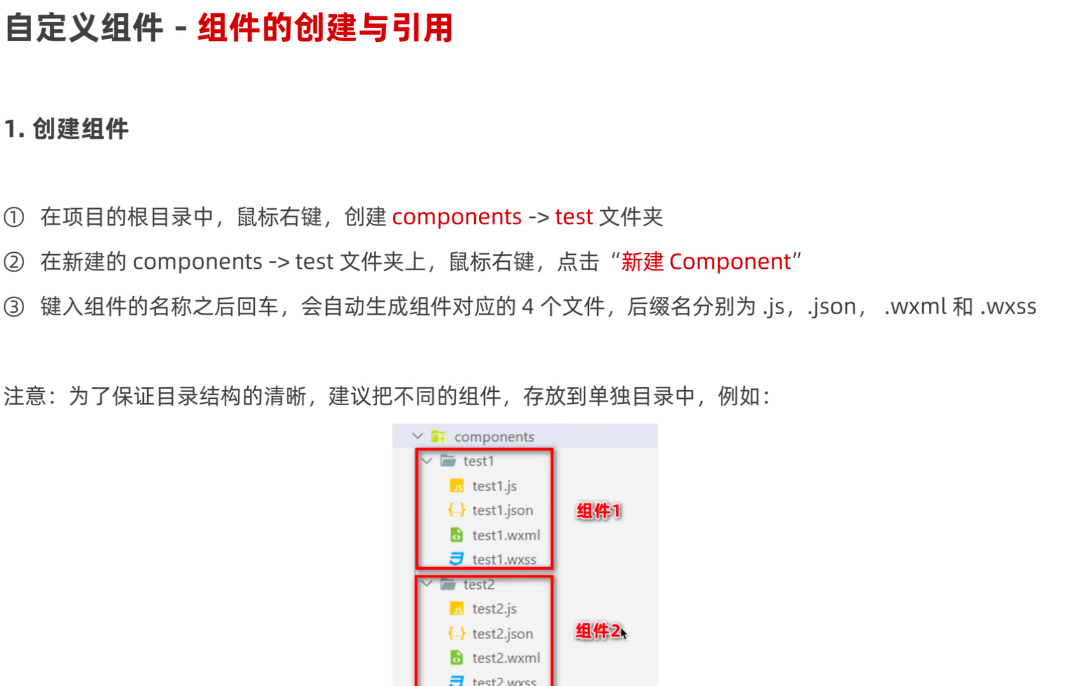 自定义组件 - 组件的创建与引用
1. 创建组件
① 在项目的根目录中，鼠标右键，创建 components -> test 文件夹
② 在新建的 components -> test 文件夹上，鼠标右键，点击“新建 Component”
③ 键入组件的名称之后回车，会自动生成组件对应的 4 个文件，后缀名分别为 .js，.json， .wxml 和 .wxss
注意：为了保证目录结构的清晰，建议把不同的组件，存放到单独目录中，例如：
components
test1
test1.js
test1.json
组件1
test1.wxml
test1.wxss
test2
test2.js
test2.json
组件2
test2.wxml
test2.wxss